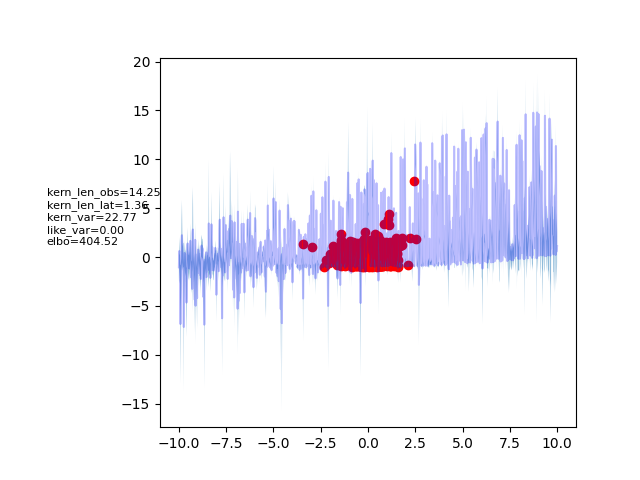 20
15
10
5
0
−5
−10
−15
kern_len_obs=14.25
kern_len_lat=1.36
kern_var=22.77
like_var=0.00
elbo=404.52
−10.0 −7.5 −5.0 −2.5 0.0 2.5 5.0 7.5 10.0